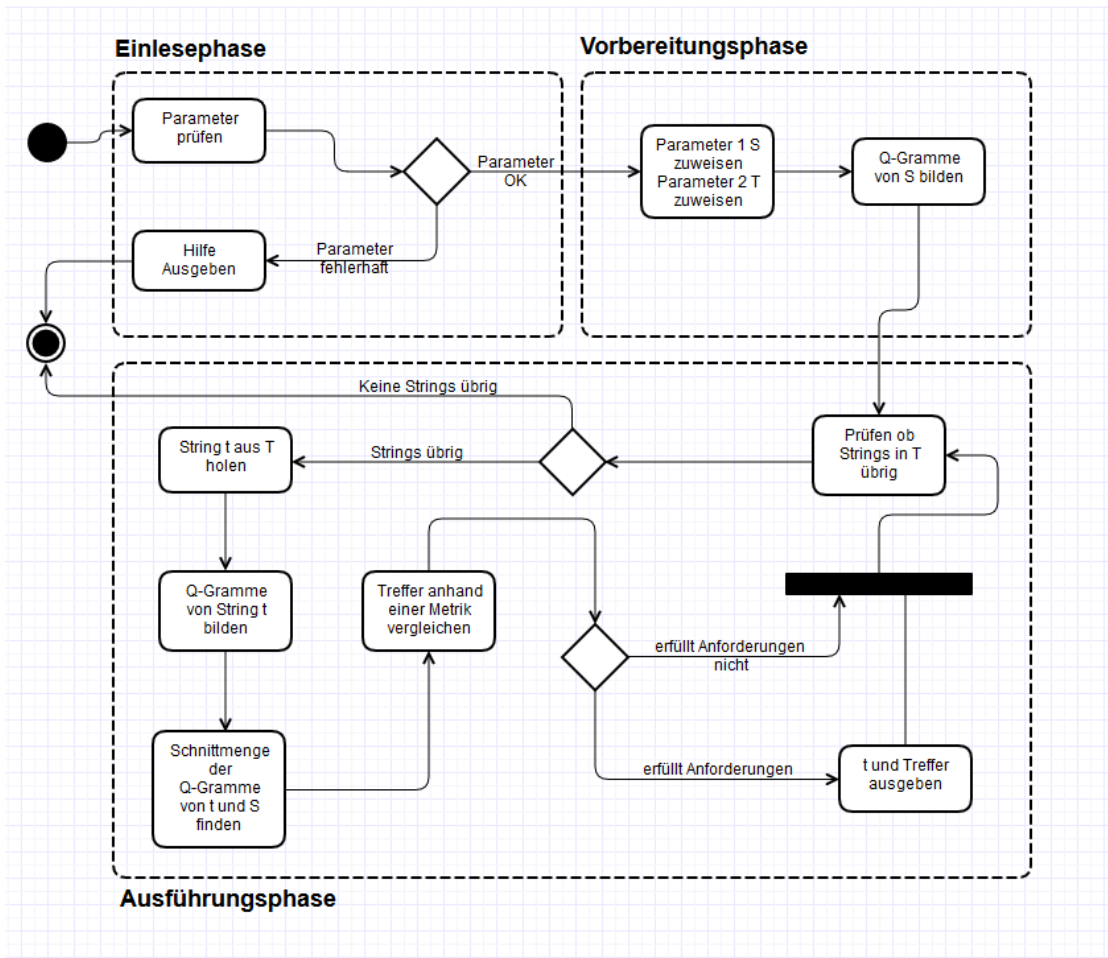 Einlesephase
Vorbereitungsphase
Parameter
prüfen
Parameter
OK
Parameter 1 S
zuweisen
Parameter 2 T
zuweisen
Q-Gramme
von S bilden
Hilfe
Ausgeben
Parameter
fehlerhaft
Keine Strings übrig
String t aus T
holen
Strings übrig
Prüfen ob
Strings in T
übrig
Q-Gramme
von String t
bilden
Treffer anhand
einer Metrik
vergleichen
erfüllt Anforderungen
nicht
Schnittmenge
der
Q-Gramme
von t und S
finden
erfüllt Anforderungen
t und Treffer
ausgeben
Ausführungsphase